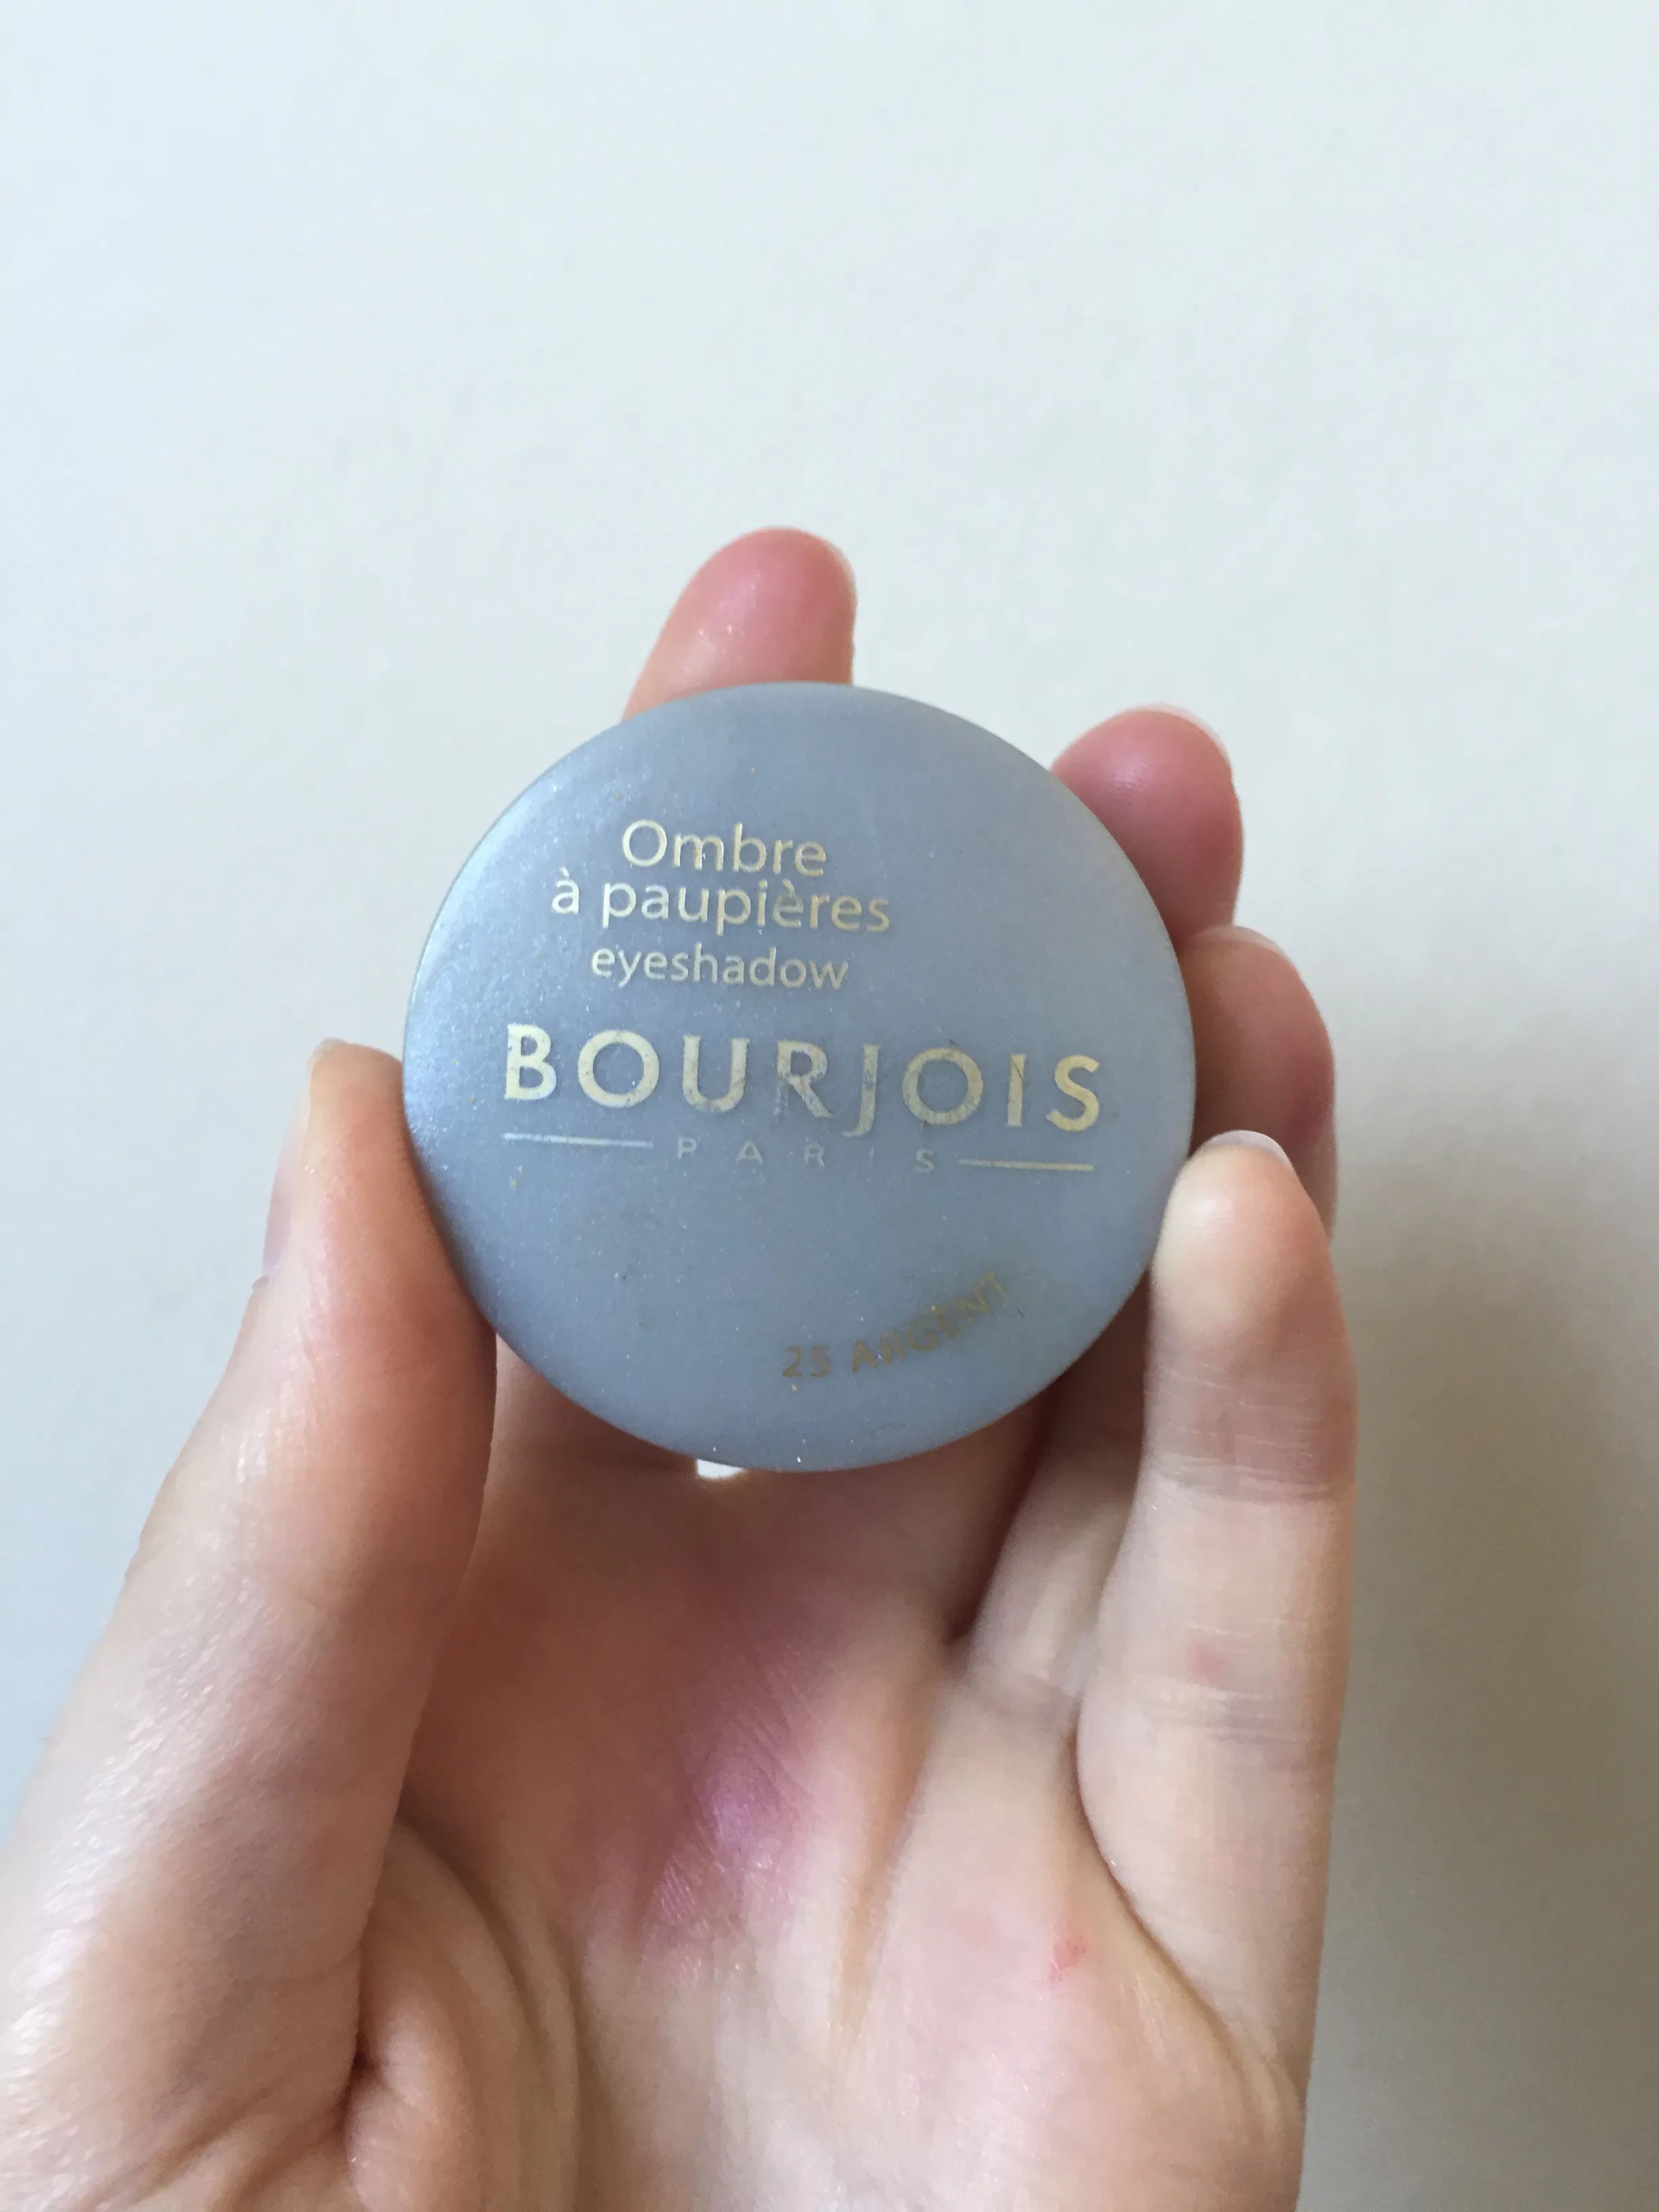 Ombre
à paupières
eyeshadow
BOURJOIS
PARIS
25 ARGENT